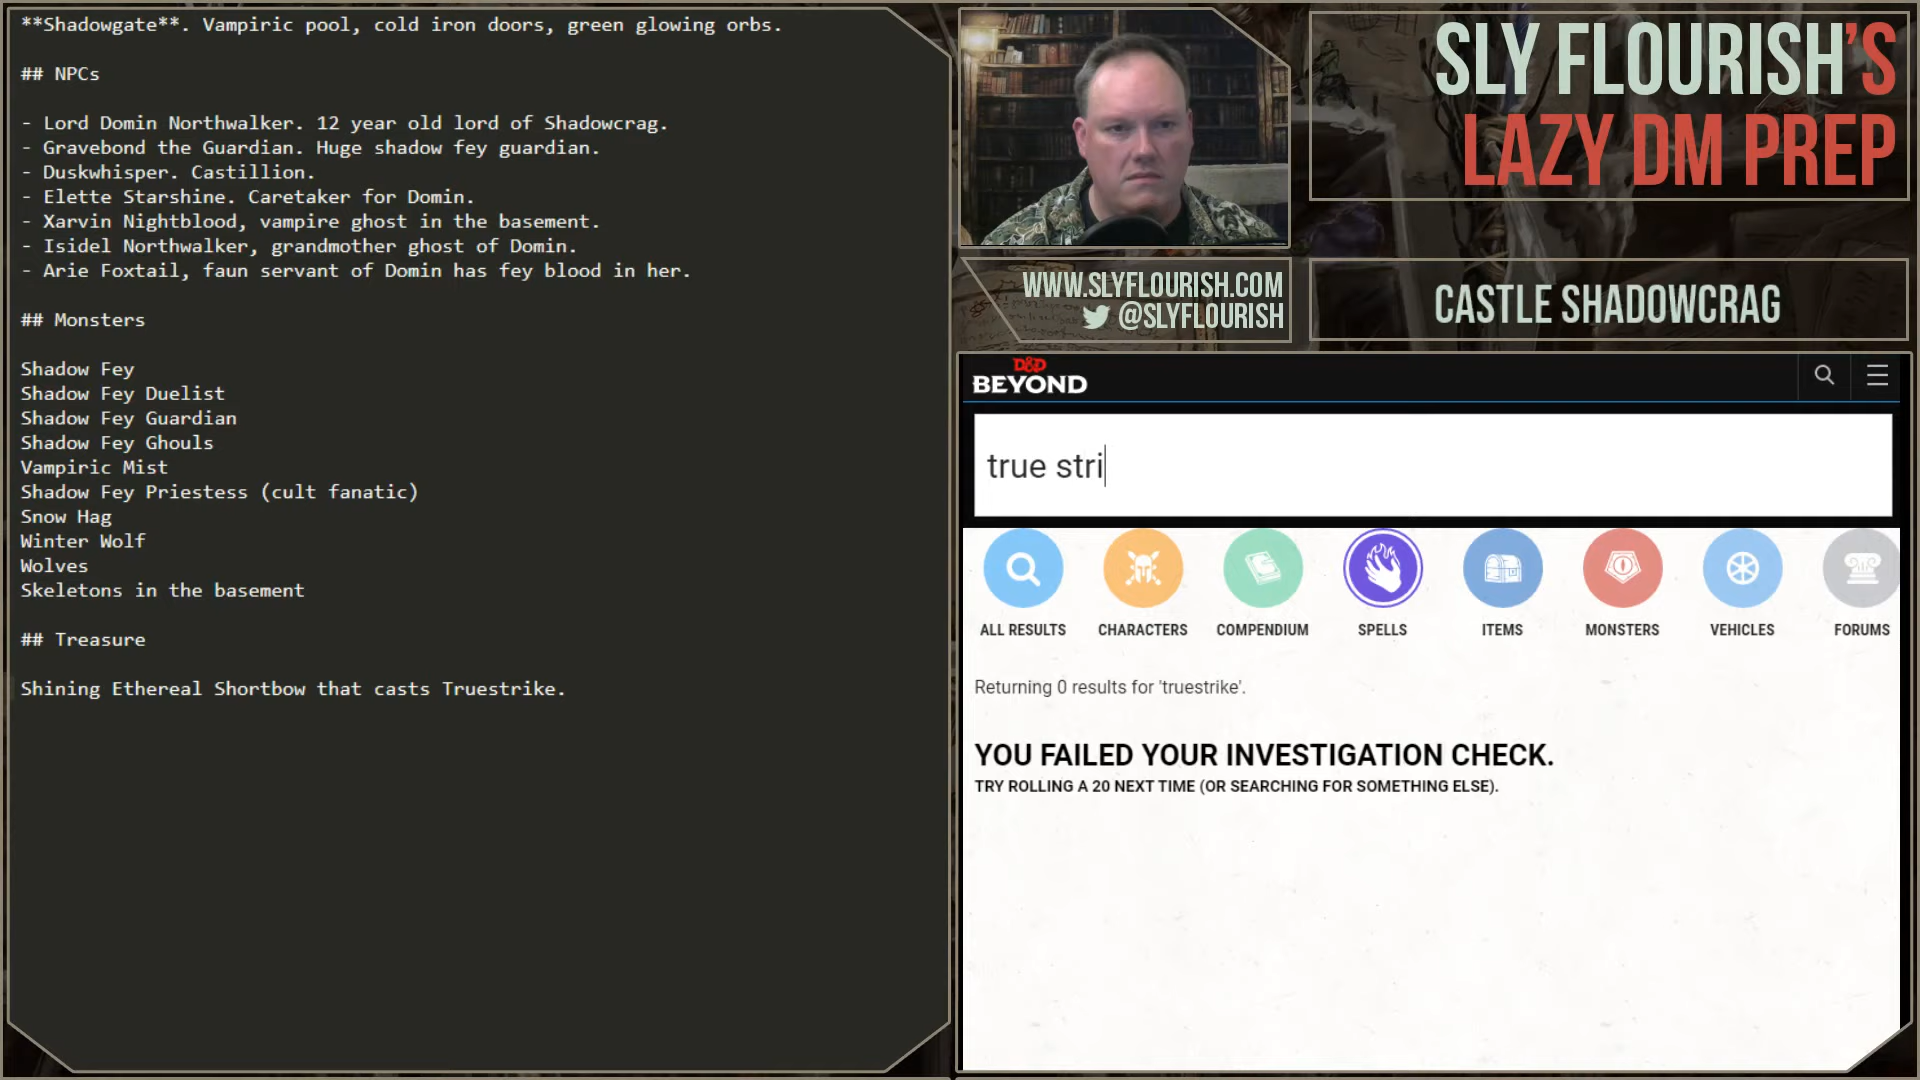 **Shadowgate**. Vampiric pool, cold iron doors, green glowing orbs.
## NPCs
- Lord Domin Northwalker. 12 year old lord of Shadowcrag.
- Gravebond the Guardian. Huge shadow fey guardian.
- Duskwhisper. Castillion.
- Elette Starshine. Caretaker for Domin.
- Xarvin Nightblood, vampire ghost in the basement.
- Isidel Northwalker, grandmother ghost of Domin.
- Arie Foxtail, faun servant of Domin has fey blood in her.
## Monsters
Shadow Fey
Shadow Fey Duelist
Shadow Fey Guardian
Shadow Fey Ghouls
Vampiric Mist
Shadow Fey Priestess (cult fanatic)
Snow Hag
Winter Wolf
Wolves
Skeletons in the basement
## Treasure
Shining Ethereal Shortbow that casts Truestrike.
SLY FLOURISH'S
LAZY DM PREP
WWW.SLYFLOURISH.COM
@SLYFLOURISH
CASTLE SHADOWCRAG
D&D
BEYOND
true stri
ALL RESULTS
CHARACTERS
COMPENDIUM
SPELLS
ITEMS
MONSTERS
VEHICLES
FORUMS
Returning 0 results for 'truestrike'.
YOU FAILED YOUR INVESTIGATION CHECK.
TRY ROLLING A 20 NEXT TIME (OR SEARCHING FOR SOMETHING ELSE).